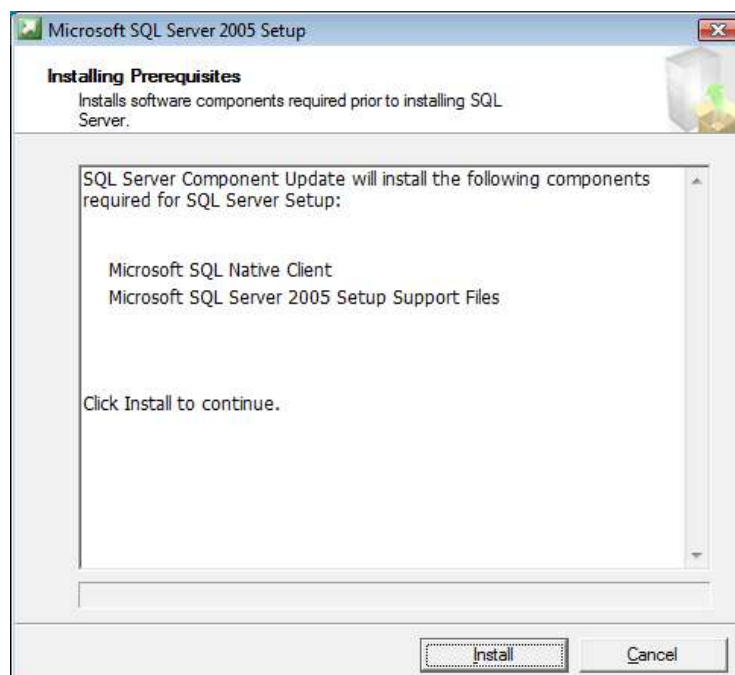 Microsoft SQL Server 2005 Setup
Installing Prerequisites
Installs software components required prior to installing SQL
Server.
SQL Server Component Update will install the following components
required for SQL Server Setup:
Microsoft SQL Native Client
Microsoft SQL Server 2005 Setup Support Files
Click Install to continue.
Install
Cancel